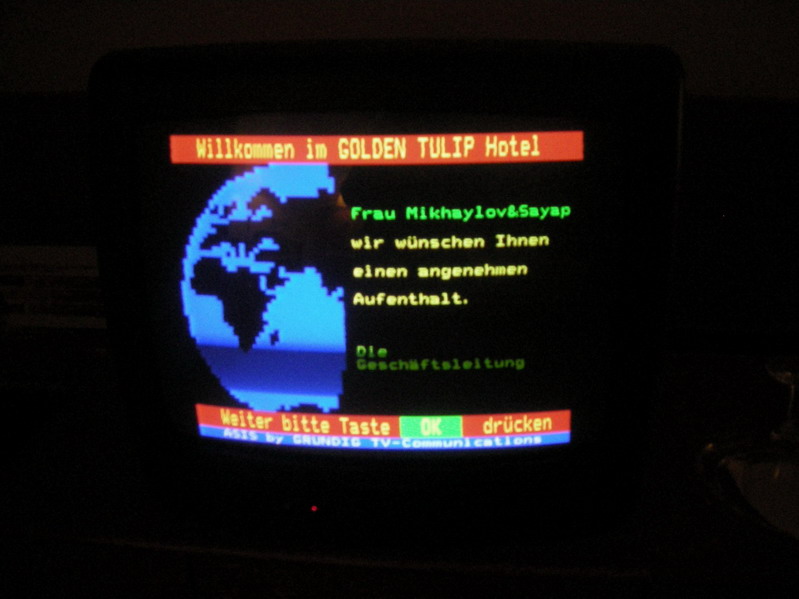 Willkommen im GOLDEN TULIP Hotel
Frau Mikhaylov&Sayap
wir wünschen Ihnen
einen angenehmen
Aufenthalt.
Die
Geschäftsleitung
Weiter bitte Taste OK drücken
ASIS by GRUNDIG TV-Communications